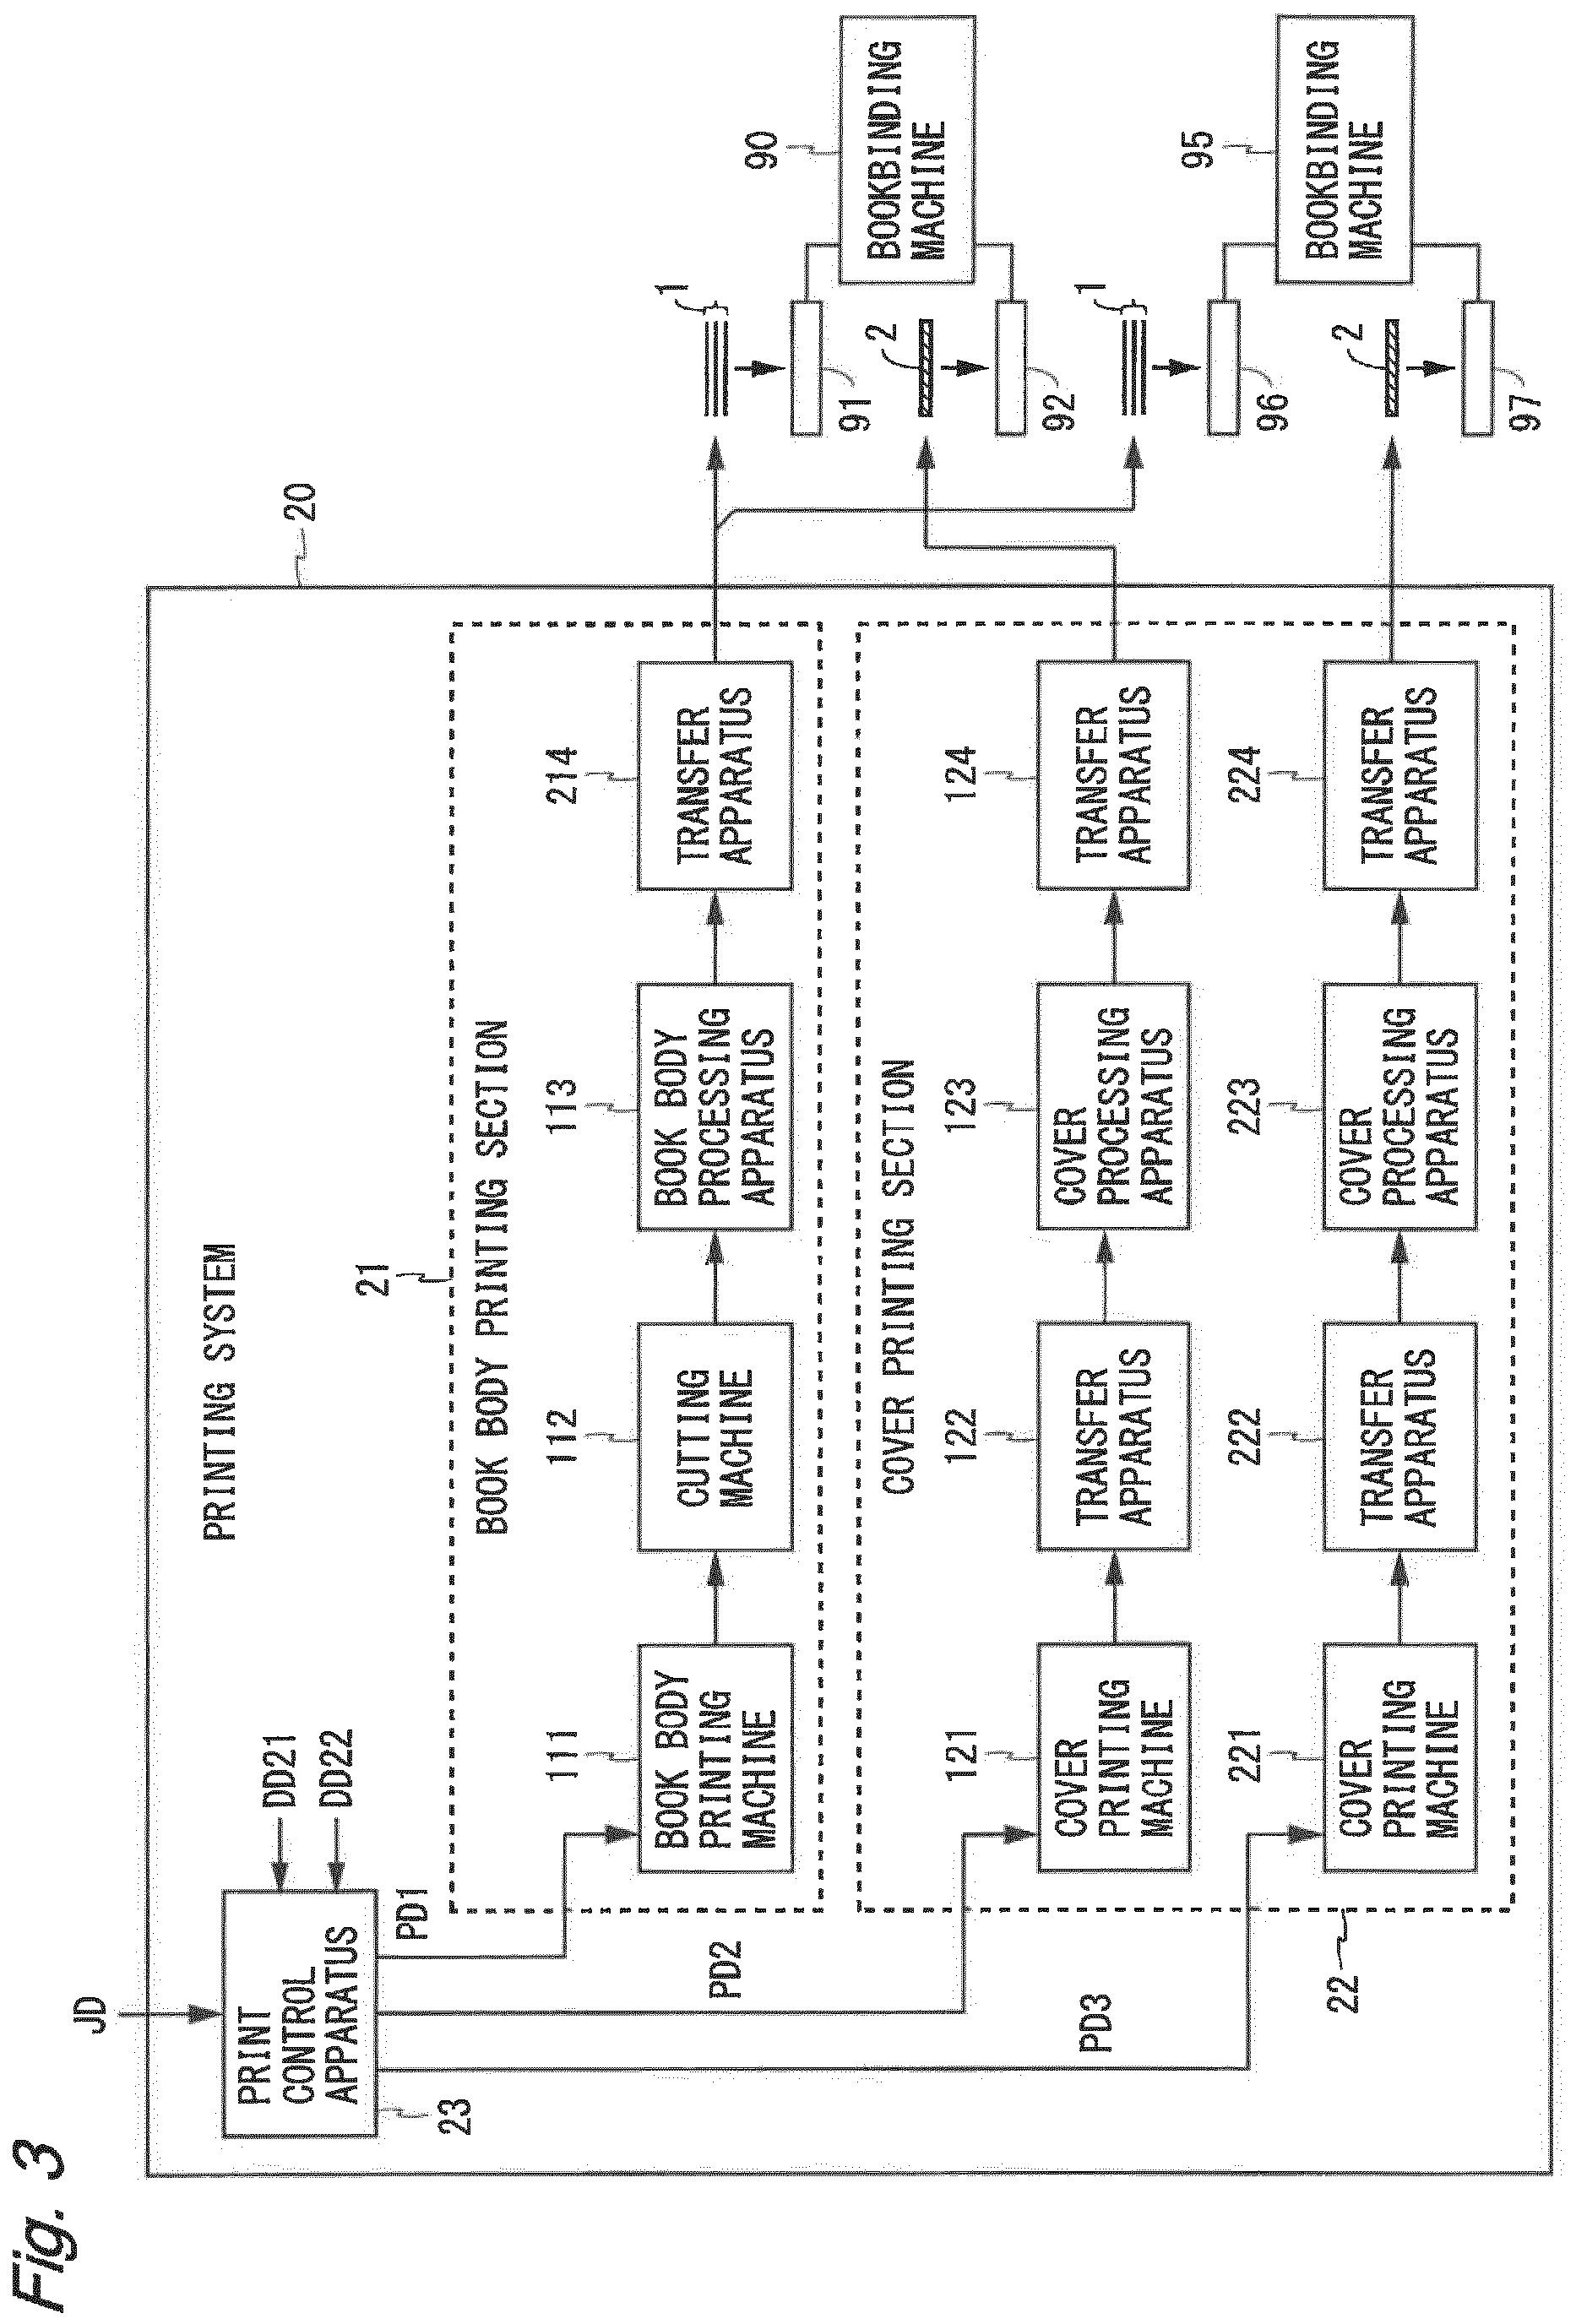 Fig. 3
JD
PRINT
CONTROL
APPARATUS
23
DD21
DD22
PRINTING SYSTEM
20
PD1
PD2
PD3
21
BOOK BODY PRINTING SECTION
111
BOOK BODY
PRINTING
MACHINE
112
CUTTING
MACHINE
113
BOOK BODY
PROCESSING
APPARATUS
214
TRANSFER
APPARATUS
22
COVER PRINTING SECTION
121
COVER
PRINTING
MACHINE
122
TRANSFER
APPARATUS
123
COVER
PROCESSING
APPARATUS
124
TRANSFER
APPARATUS
221
COVER
PRINTING
MACHINE
222
TRANSFER
APPARATUS
223
COVER
PROCESSING
APPARATUS
224
TRANSFER
APPARATUS
1
90
91
BOOKBINDING
MACHINE
2
92
1
95
96
BOOKBINDING
MACHINE
2
97